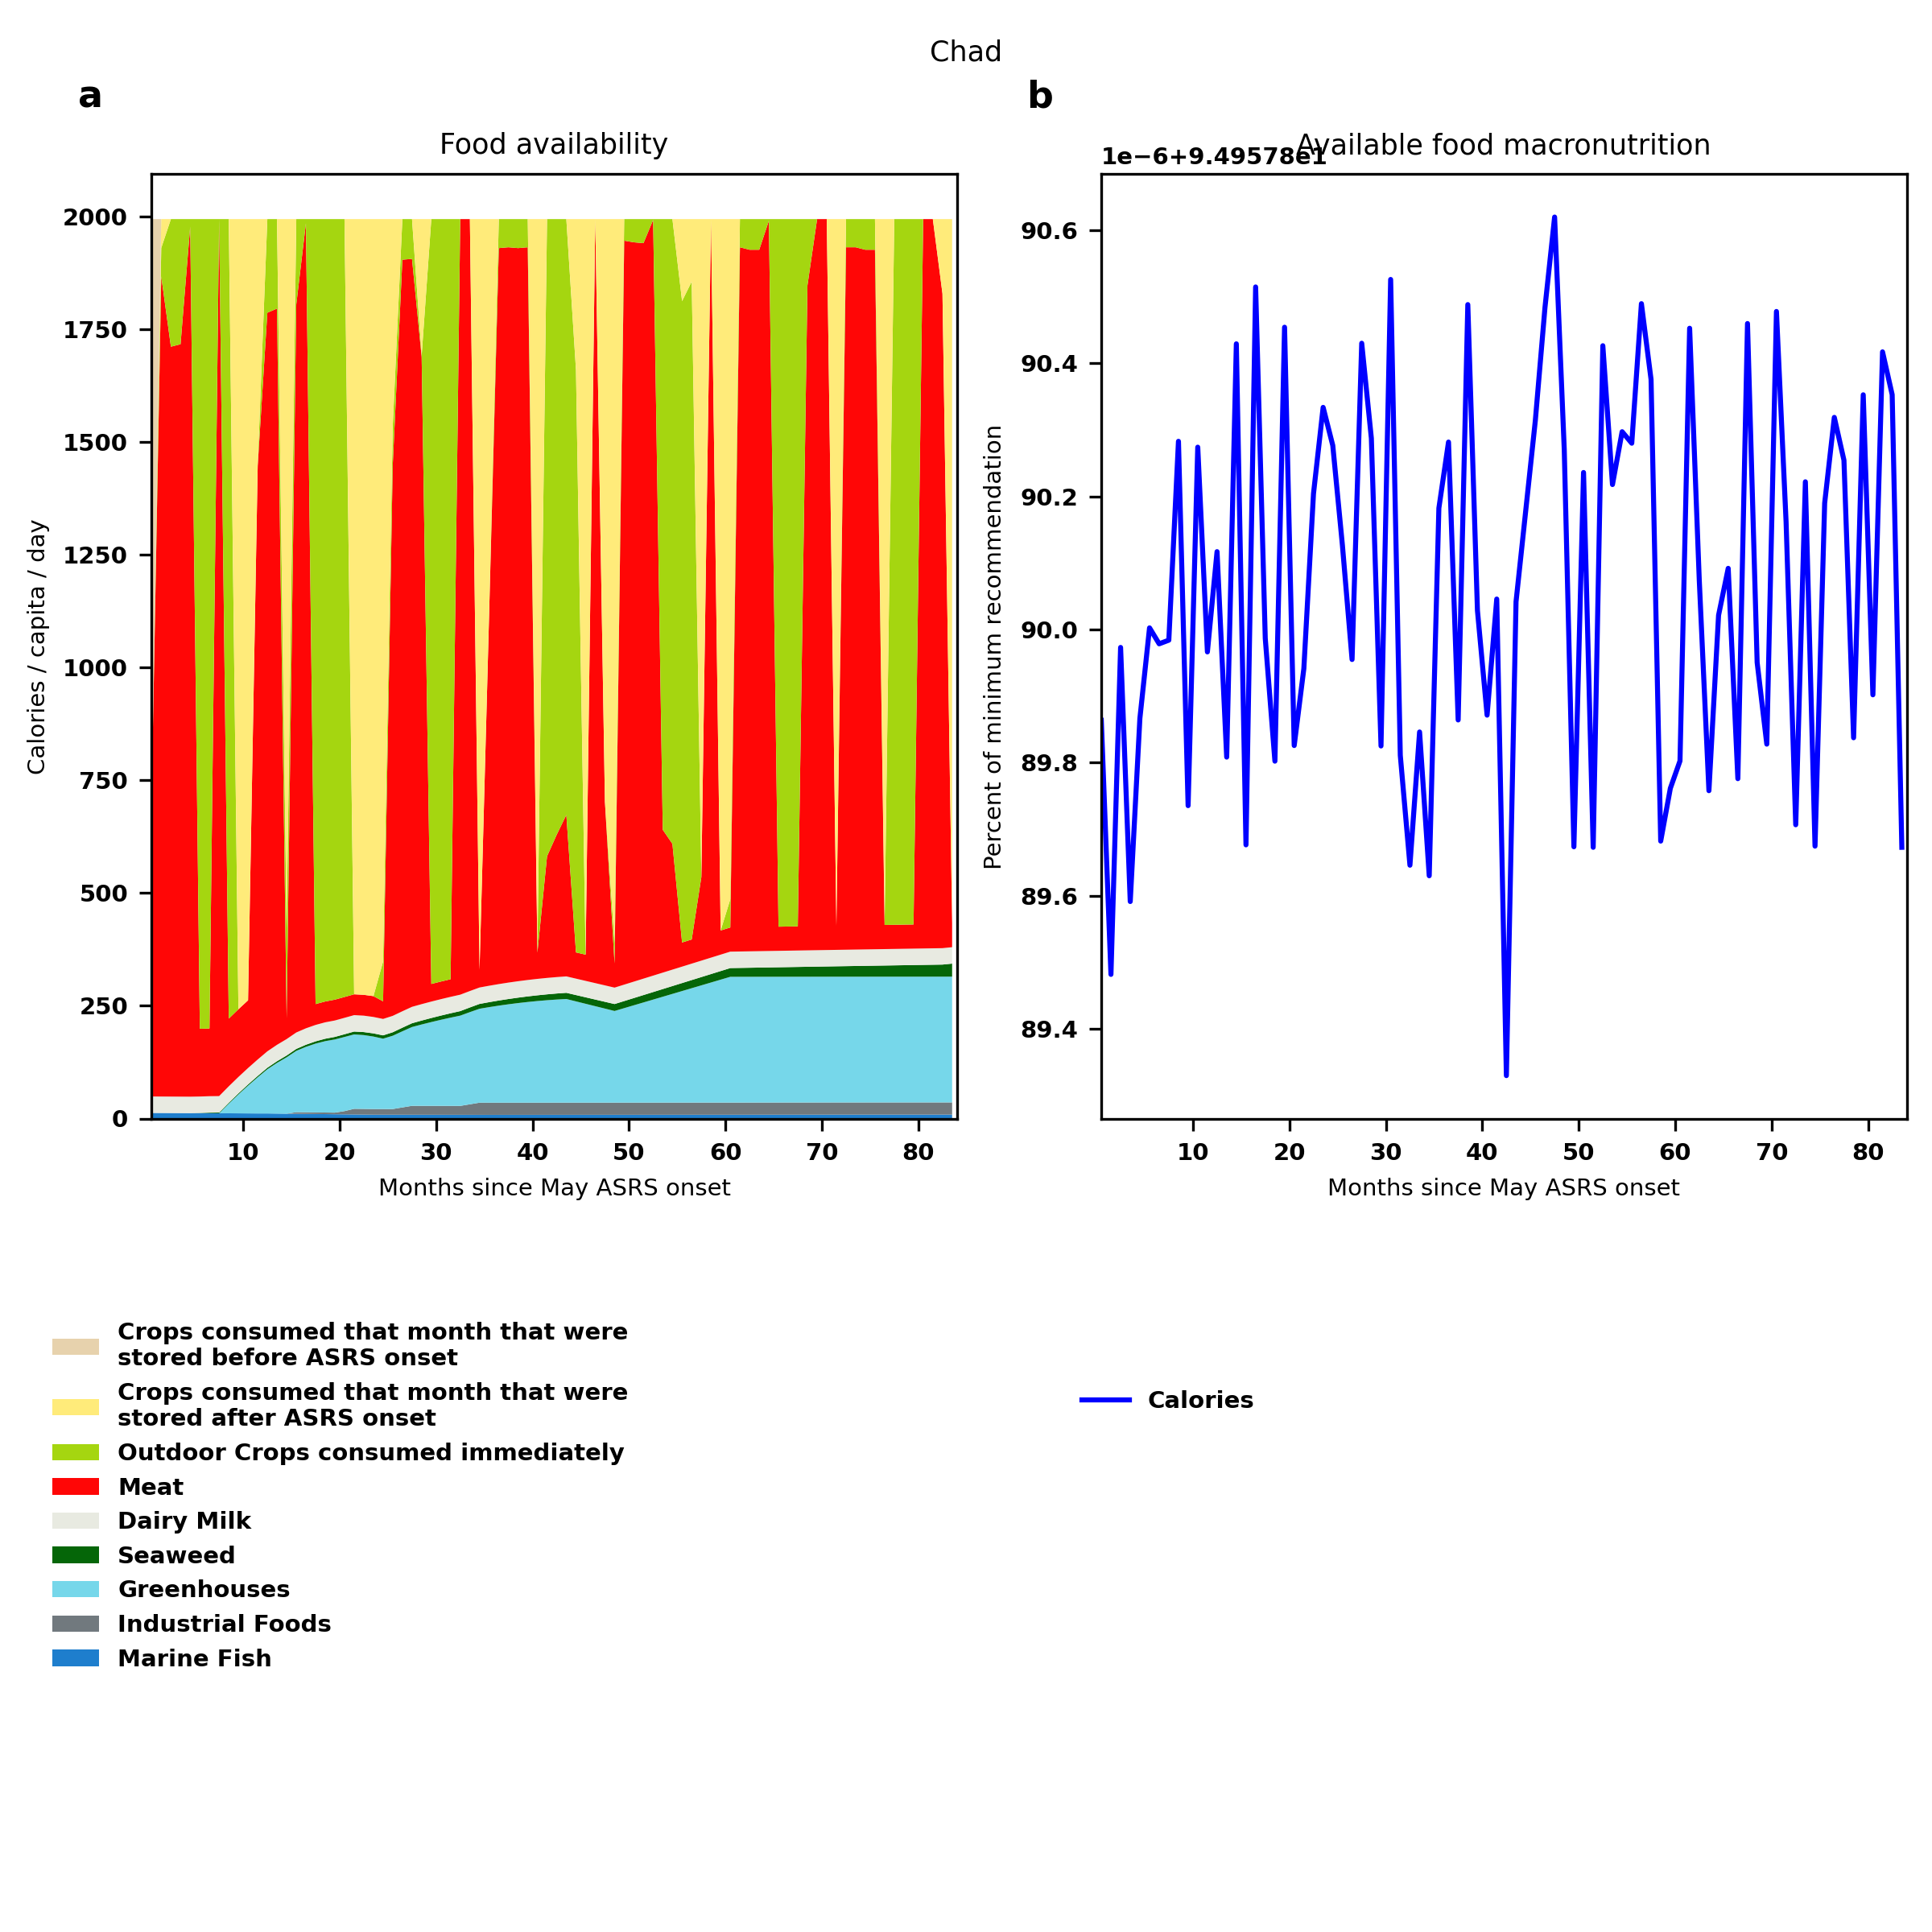 Chad
a
b
Food availability
Available food macronutrition
1e−6+9.49578e1
2000
1750
1500
1250
1000
750
500
250
0
Calories / capita / day
10 20 30 40 50 60 70 80
Months since May ASRS onset
90.6
90.4
90.2
90.0
89.8
89.6
89.4
Percent of minimum recommendation
10 20 30 40 50 60 70 80
Months since May ASRS onset
Crops consumed that month that were
stored before ASRS onset
Crops consumed that month that were
stored after ASRS onset
Outdoor Crops consumed immediately
Meat
Dairy Milk
Seaweed
Greenhouses
Industrial Foods
Marine Fish
Calories